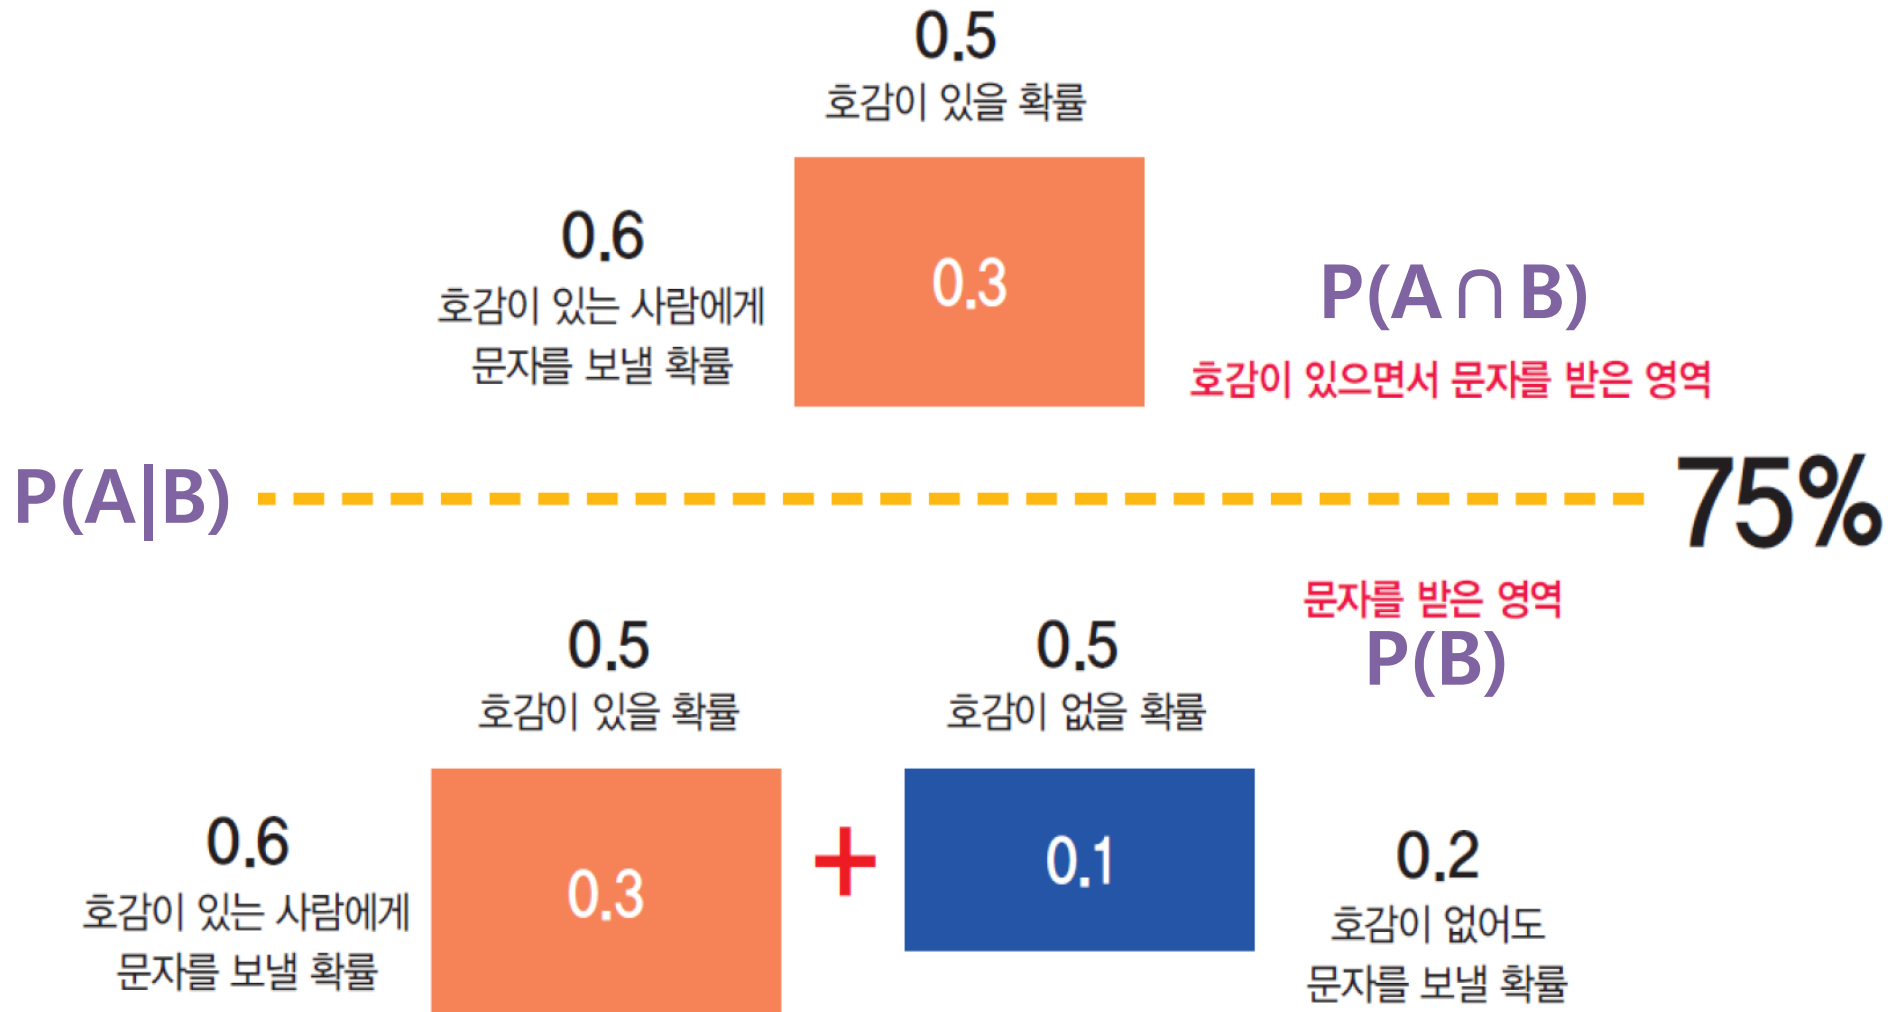 0.5
호감이 있을 확률
0.6
호감이 있는 사람에게
문자를 보낼 확률
0.3
P(A∩B)
호감이 있으면서 문자를 받은 영역
P(A|B)
75%
문자를 받은 영역
P(B)
0.5
호감이 있을 확률
0.5
호감이 없을 확률
0.6
호감이 있는 사람에게
문자를 보낼 확률
0.3
+
0.1
0.2
호감이 없어도
문자를 보낼 확률